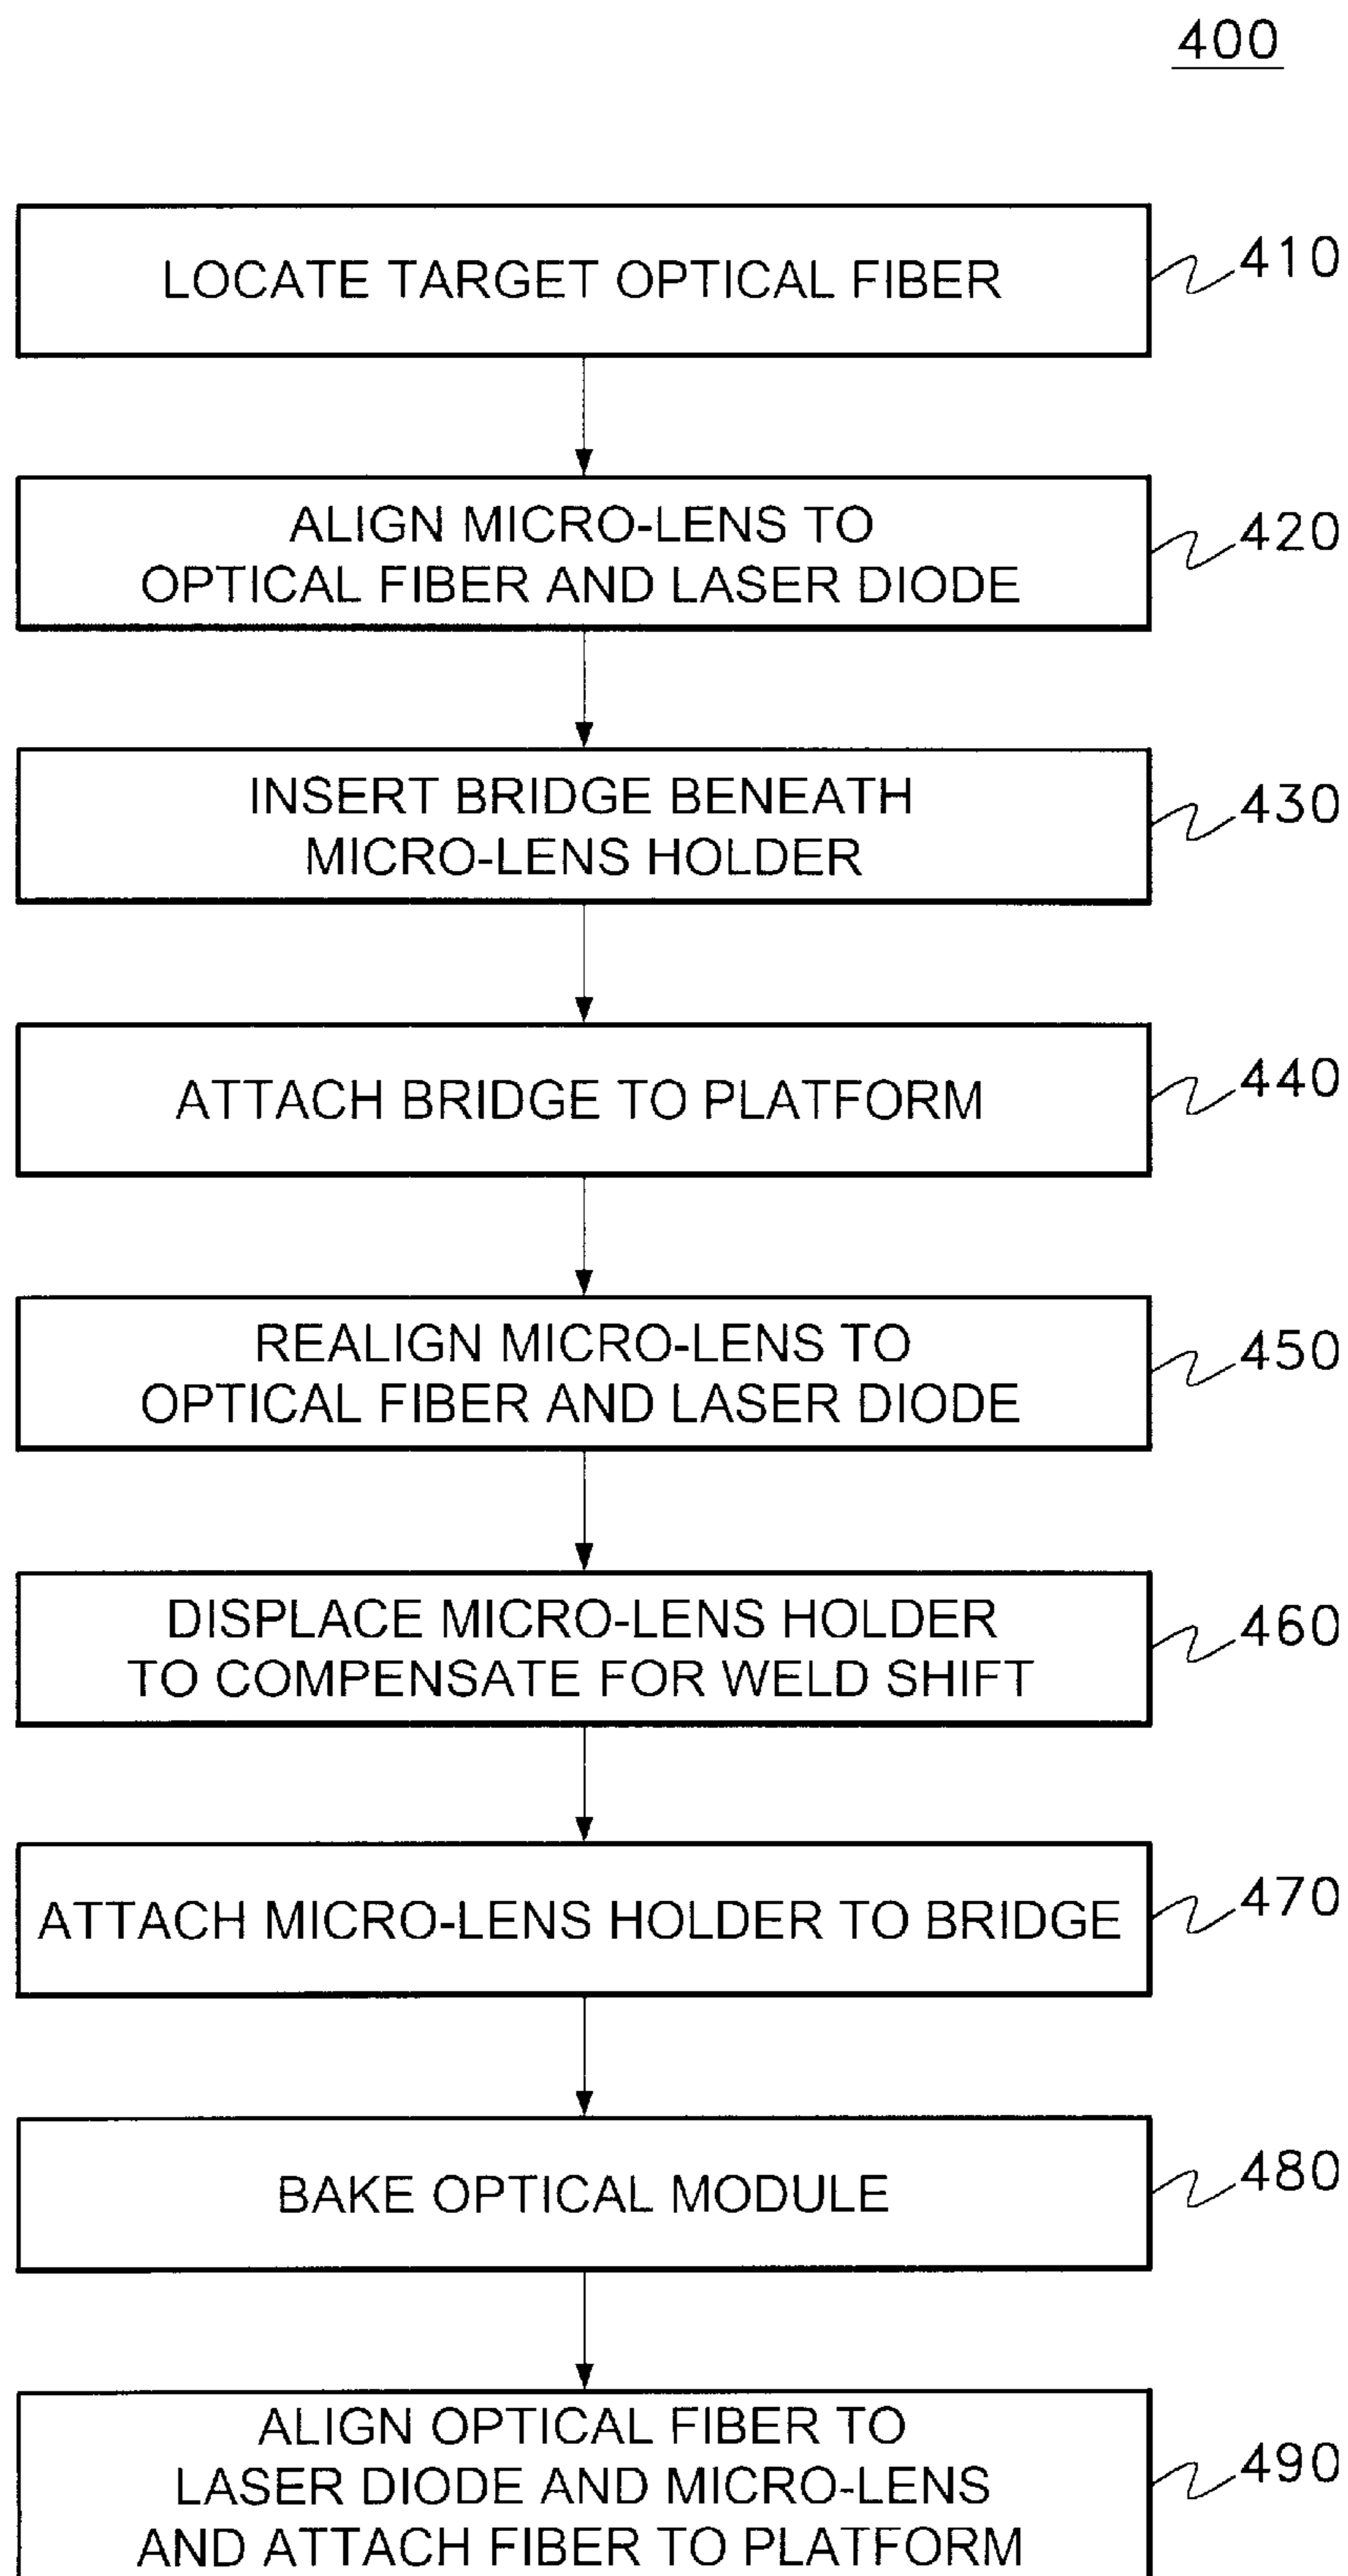 400
LOCATE TARGET OPTICAL FIBER
410
ALIGN MICRO-LENS TO
OPTICAL FIBER AND LASER DIODE
420
INSERT BRIDGE BENEATH
MICRO-LENS HOLDER
430
ATTACH BRIDGE TO PLATFORM
440
REALIGN MICRO-LENS TO
OPTICAL FIBER AND LASER DIODE
450
DISPLACE MICRO-LENS HOLDER
TO COMPENSATE FOR WELD SHIFT
460
ATTACH MICRO-LENS HOLDER TO BRIDGE
470
BAKE OPTICAL MODULE
480
ALIGN OPTICAL FIBER TO
LASER DIODE AND MICRO-LENS
AND ATTACH FIBER TO PLATFORM
490